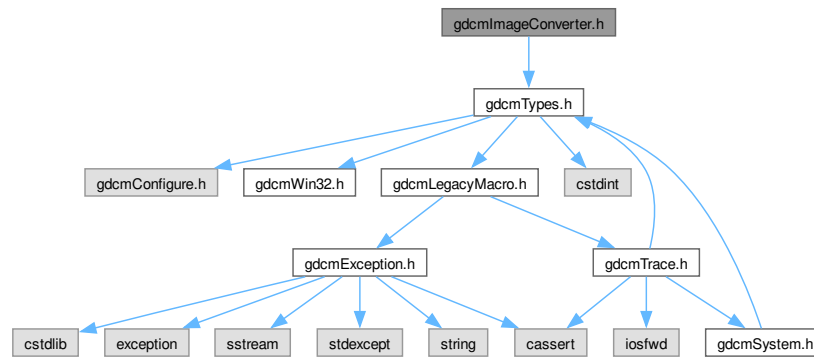 gdcmImageConverter.h
gdcmTypes.h
gdcmConfigure.h
gdcmWin32.h
gdcmLegacyMacro.h
cstdint
gdcmException.h
gdcmTrace.h
cstdlib
exception
sstream
stdexcept
string
cassert
iosfwd
gdcmSystem.h